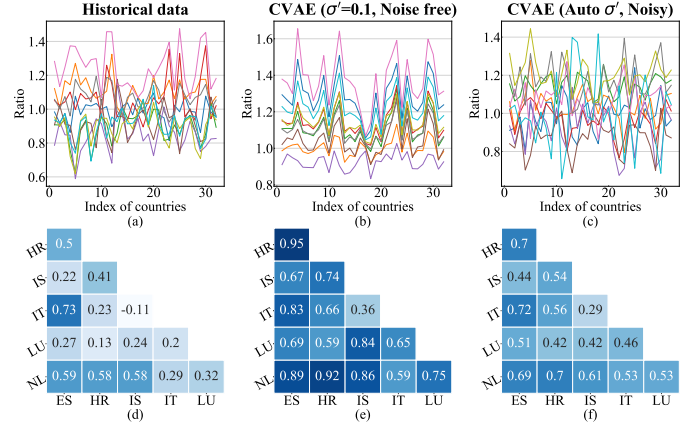 Historical data
CVAE (σ′=0.1, Noise free)
CVAE (Auto σ′, Noisy)
Ratio
1.4
1.2
1.0
0.8
0.6
0 10 20 30
Index of countries
(a)
Ratio
1.6
1.4
1.2
1.0
0.8
0 10 20 30
Index of countries
(b)
Ratio
1.4
1.2
1.0
0.8
0 10 20 30
Index of countries
(c)
HR 0.5
IS 0.22 0.41
IT 0.73 0.23 -0.11
LU 0.27 0.13 0.24 0.2
NL 0.59 0.58 0.58 0.29 0.32
ES HR IS IT LU
(d)
HR 0.95
IS 0.67 0.74
IT 0.83 0.66 0.36
LU 0.69 0.59 0.84 0.65
NL 0.89 0.92 0.86 0.59 0.75
ES HR IS IT LU
(e)
HR 0.7
IS 0.44 0.54
IT 0.72 0.56 0.29
LU 0.51 0.42 0.42 0.46
NL 0.69 0.7 0.61 0.53 0.53
ES HR IS IT LU
(f)